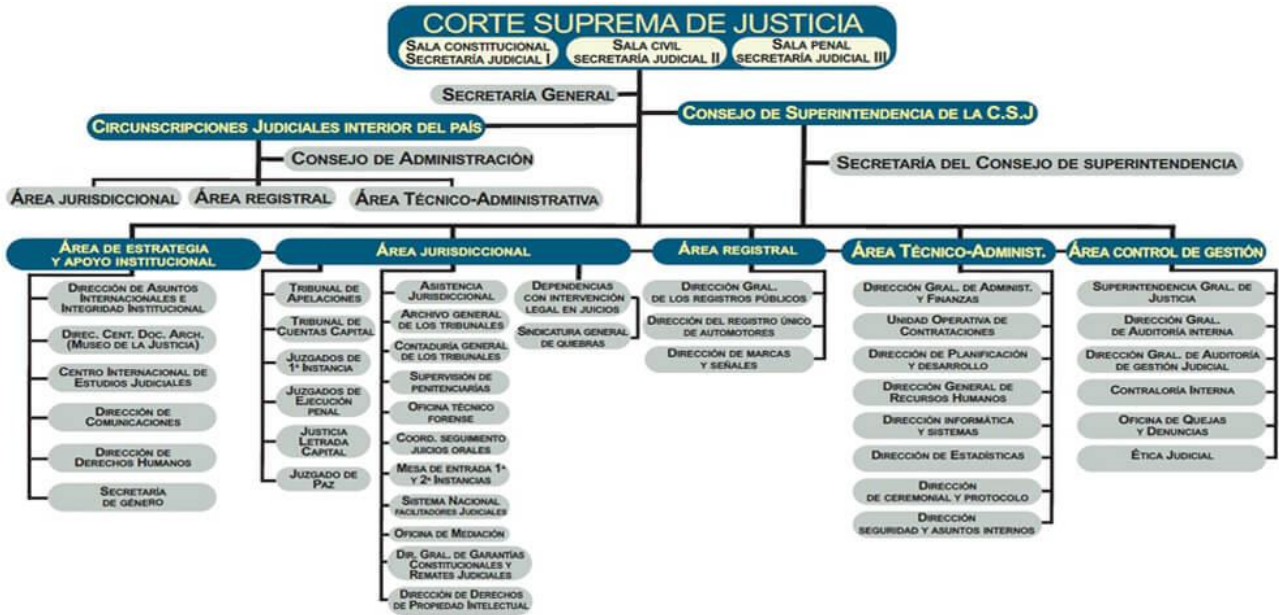 CORTE SUPREMA DE JUSTICIA
SALA CONSTITUCIONAL
SECRETARÍA JUDICIAL I
SALA CIVIL
SECRETARÍA JUDICIAL II
SALA PENAL
SECRETARÍA JUDICIAL III
SECRETARÍA GENERAL
CONSEJO DE SUPERINTENDENCIA DE LA C.S.J
CIRCUNSCRIPCIONES JUDICIALES INTERIOR DEL PAÍS
CONSEJO DE ADMINISTRACIÓN
SECRETARÍA DEL CONSEJO DE SUPERINTENDENCIA
ÁREA JURISDICCIONAL
ÁREA REGISTRAL
ÁREA TÉCNICO-ADMINISTRATIVA
ÁREA DE ESTRATEGIA
Y APOYO INSTITUCIONAL
DIRECCIÓN DE ASUNTOS
INTERNACIONALES E
INTEGRIDAD INSTITUCIONAL
DIREC. CENT. DOC. ARCH.
(MUSEO DE LA JUSTICIA)
CENTRO INTERNACIONAL DE
ESTUDIOS JUDICIALES
DIRECCIÓN DE
COMUNICACIONES
DIRECCIÓN DE
DERECHOS HUMANOS
SECRETARÍA
DE GÉNERO
ÁREA JURISDICCIONAL
TRIBUNAL DE
APELACIONES
TRIBUNAL DE
CUENTAS CAPITAL
JUZGADOS DE
1ª INSTANCIA
JUZGADOS DE
EJECUCIÓN
PENAL
JUSTICIA
LETRADA
CAPITAL
JUZGADO DE
PAZ
ASISTENCIA
JURISDICCIONAL
ARCHIVO GENERAL
DE LOS TRIBUNALES
CONTADURÍA GENERAL
DE LOS TRIBUNALES
SUPERVISIÓN DE
PENITENCIARÍAS
OFICINA TÉCNICO
FORENSE
COORD. SEGUIMIENTO
JUICIOS ORALES
MESA DE ENTRADA 1ª
Y 2ª INSTANCIAS
SISTEMA NACIONAL
FACILITADORES JUDICIALES
OFICINA DE MEDIACIÓN
DIR. GRAL. DE GARANTÍAS
CONSTITUCIONALES Y
REMATES JUDICIALES
DIRECCIÓN DE DERECHOS
DE PROPIEDAD INTELECTUAL
DEPENDENCIAS
CON INTERVENCIÓN
LEGAL EN JUICIOS
SINDICATURA GENERAL
DE QUIEBRAS
ÁREA REGISTRAL
DIRECCIÓN GRAL.
DE LOS REGISTROS PÚBLICOS
DIRECCIÓN DEL REGISTRO ÚNICO
DE AUTOMOTORES
DIRECCIÓN DE MARCAS
Y SEÑALES
ÁREA TÉCNICO-ADMINIST.
DIRECCIÓN GRAL. DE ADMINIST.
Y FINANZAS
UNIDAD OPERATIVA DE
CONTRATACIONES
DIRECCIÓN DE PLANIFICACIÓN
Y DESARROLLO
DIRECCIÓN GENERAL DE
RECURSOS HUMANOS
DIRECCIÓN INFORMÁTICA
Y SISTEMAS
DIRECCIÓN DE ESTADÍSTICAS
DIRECCIÓN
DE CEREMONIAL Y PROTOCOLO
DIRECCIÓN
SEGURIDAD Y ASUNTOS INTERNOS
ÁREA CONTROL DE GESTIÓN
SUPERINTENDENCIA GRAL. DE
JUSTICIA
DIRECCIÓN GRAL.
DE AUDITORÍA INTERNA
DIRECCIÓN GRAL. DE AUDITORÍA
DE GESTIÓN JUDICIAL
CONTRALORÍA INTERNA
OFICINA DE QUEJAS
Y DENUNCIAS
ÉTICA JUDICIAL